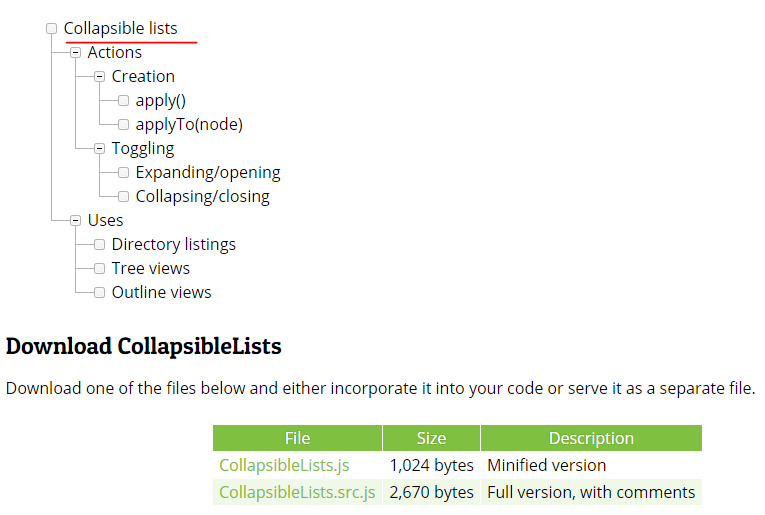 Collapsible lists
Actions
Creation
apply()
applyTo(node)
Toggling
Expanding/opening
Collapsing/closing
Uses
Directory listings
Tree views
Outline views
Download CollapsibleLists
Download one of the files below and either incorporate it into your code or serve it as a separate file.
File Size Description
CollapsibleLists.js 1,024 bytes Minified version
CollapsibleLists.src.js 2,670 bytes Full version, with comments